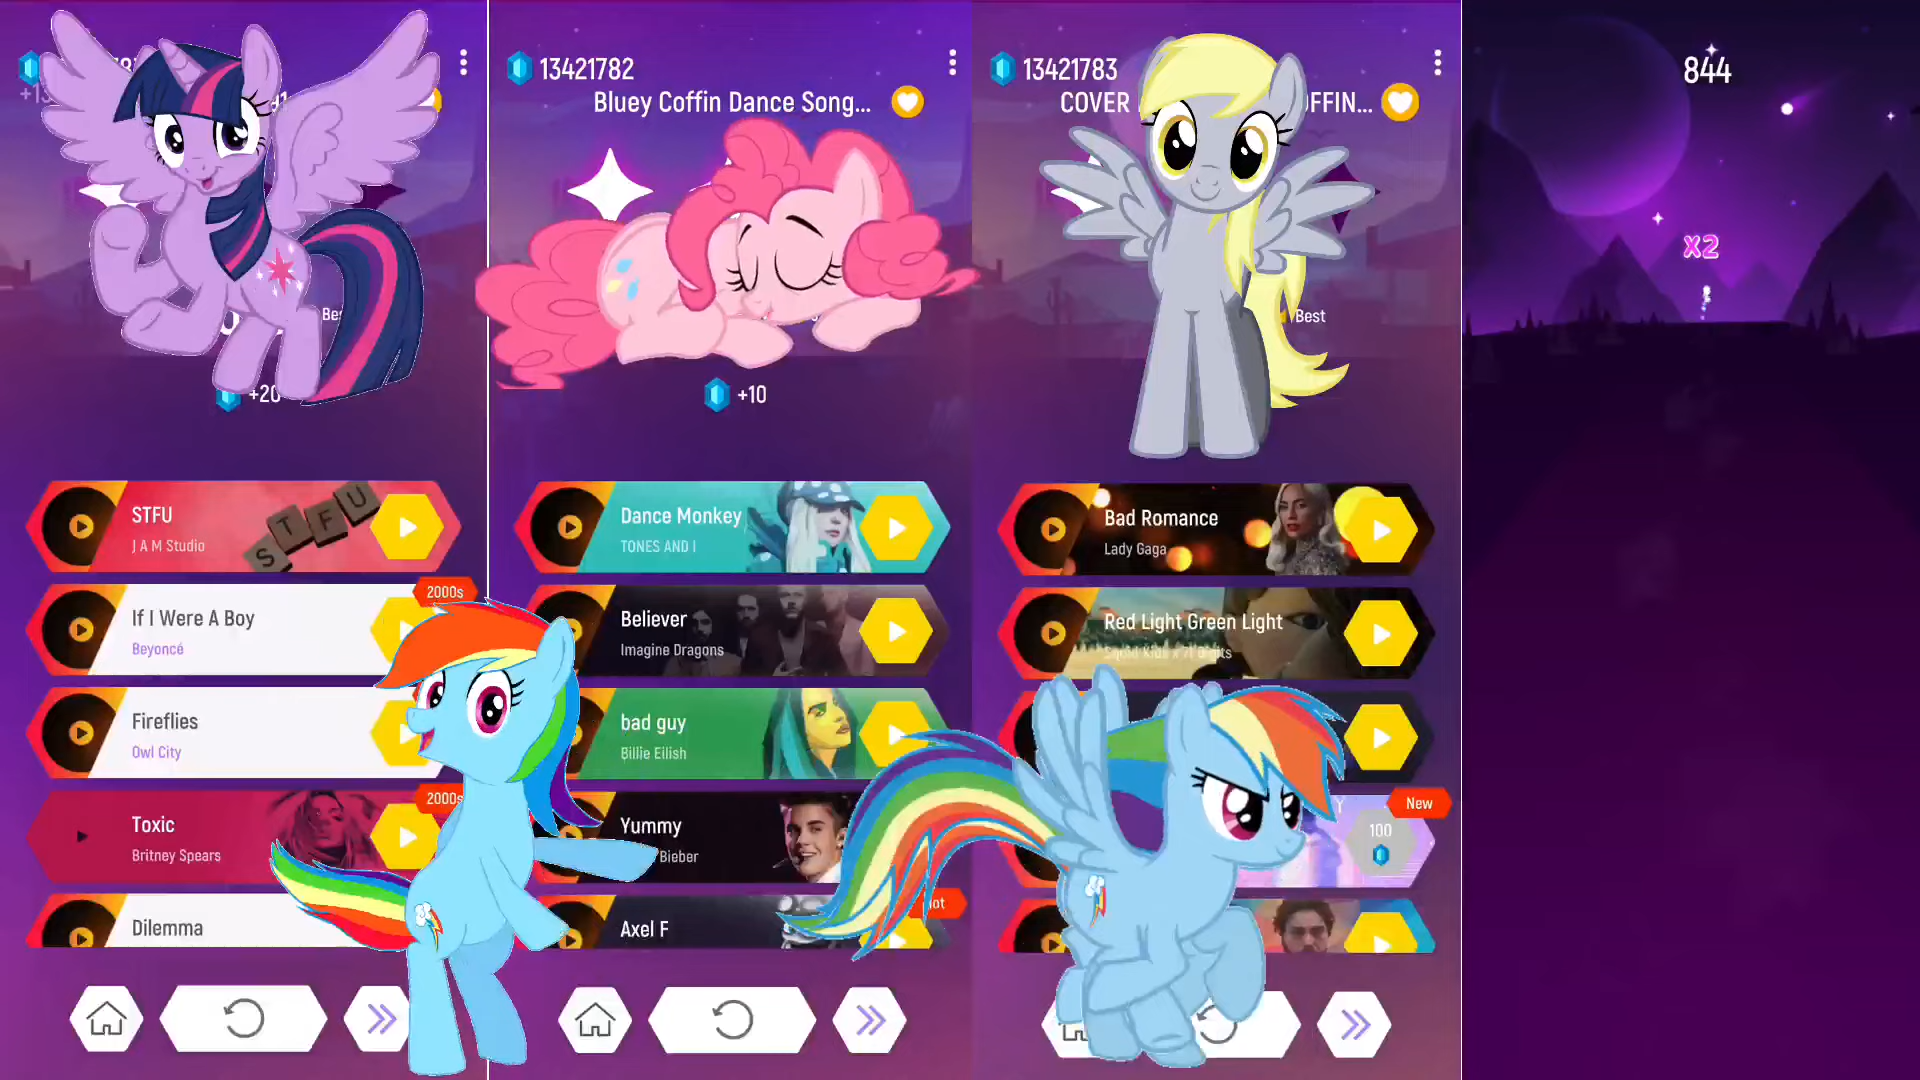 +13
Bes
+20
STFU
J A M Studio
STFU
2000s
If I Were A Boy
Beyoncé
Fireflies
Owl City
2000s
Toxic
Britney Spears
Dilemma
13421782
Bluey Coffin Dance Song...
+10
Dance Monkey
TONES AND I
Believer
Imagine Dragons
bad guy
Billie Eilish
Yummy
Bieber
Axel F
13421783
COVER
FFIN...
Best
Bad Romance
Lady Gaga
Red Light Green Light
New
100
844
X2